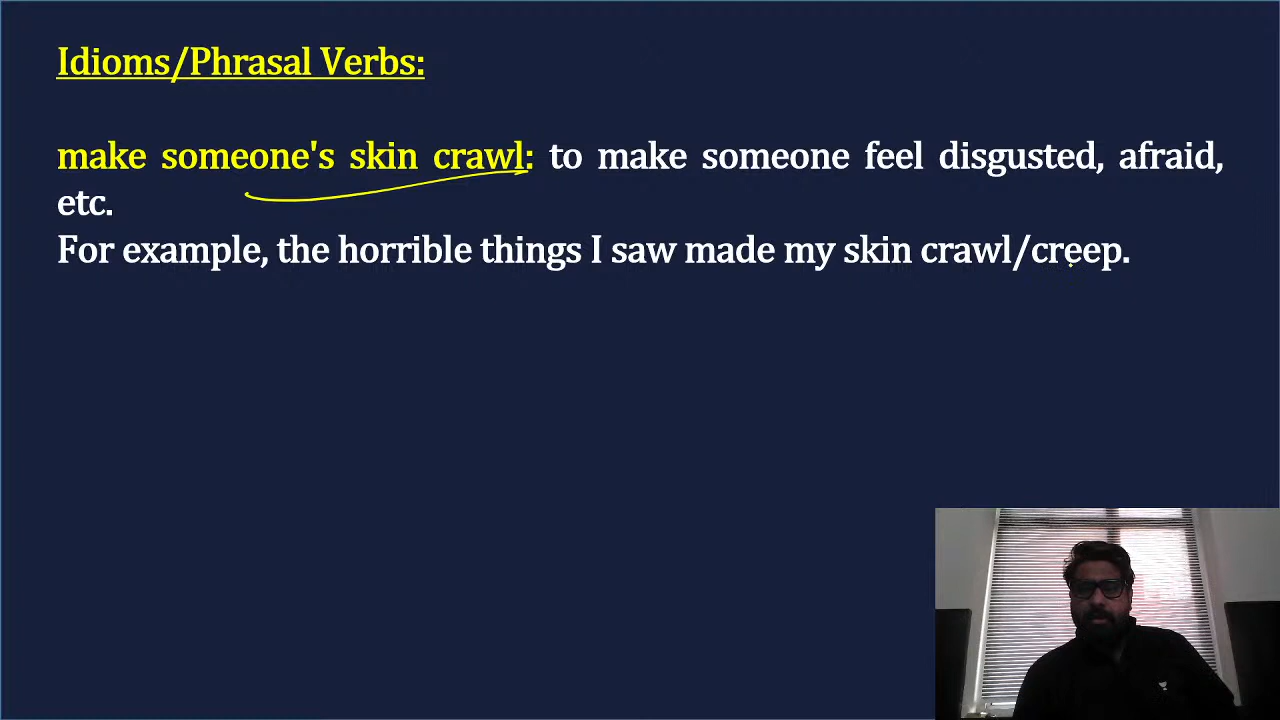 Idioms/Phrasal Verbs:
make someone's skin crawl: to make someone feel disgusted, afraid,
etc.
For example, the horrible things I saw made my skin crawl/creep.